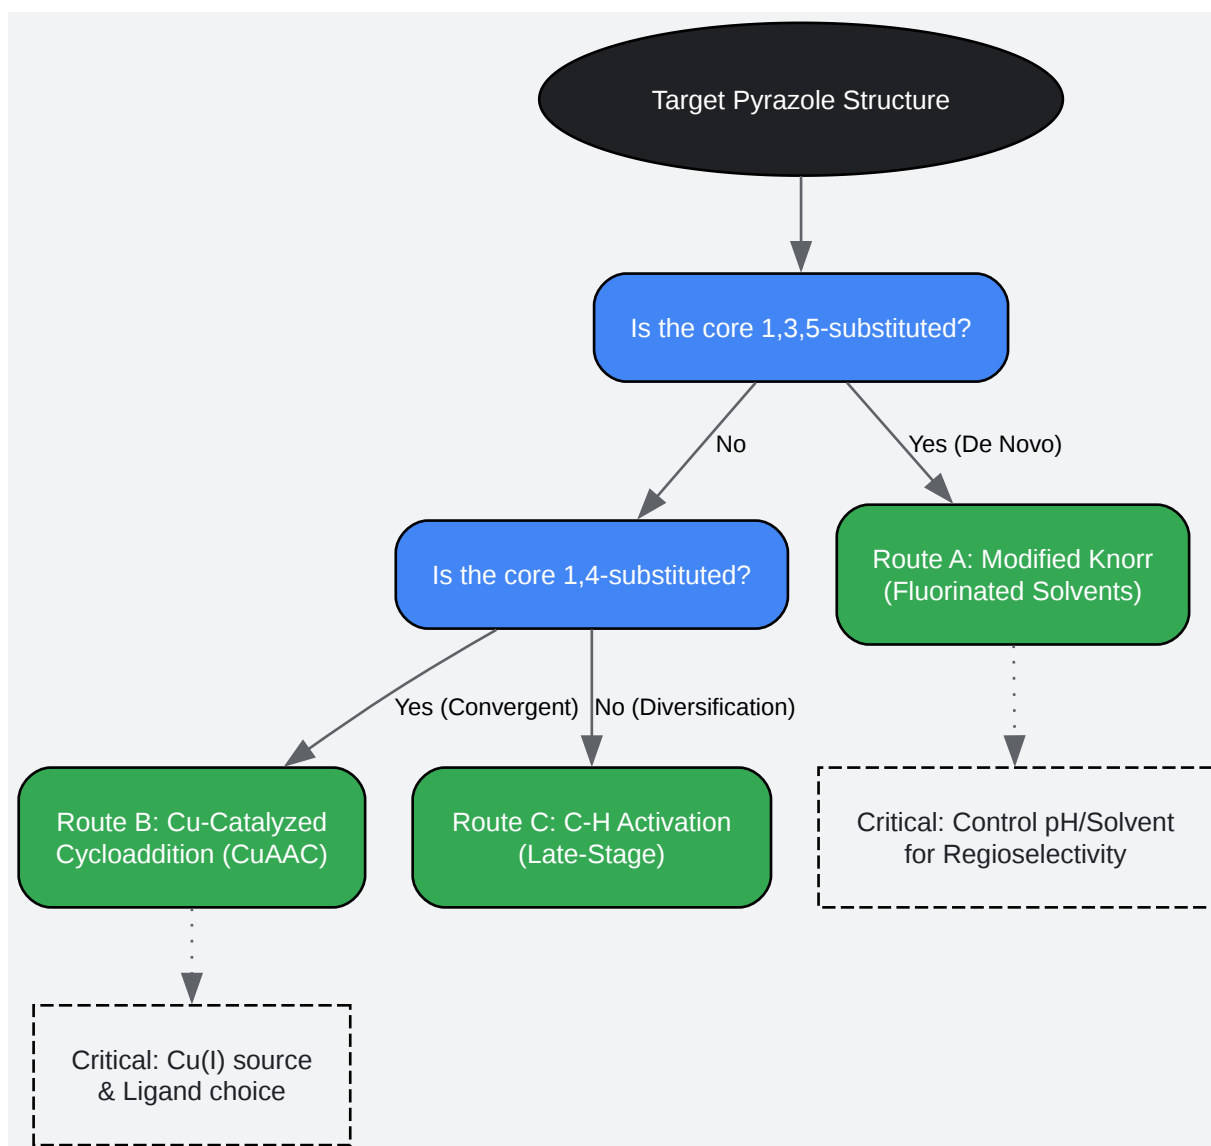 Target Pyrazole Structure
Is the core 1,3,5-substituted?
No
Yes (De Novo)
Is the core 1,4-substituted?
Route A: Modified Knorr
(Fluorinated Solvents)
Yes (Convergent)
No (Diversification)
Route B: Cu-Catalyzed
Cycloaddition (CuAAC)
Route C: C-H Activation
(Late-Stage)
Critical: Control pH/Solvent
for Regioselectivity
Critical: Cu(I) source
& Ligand choice